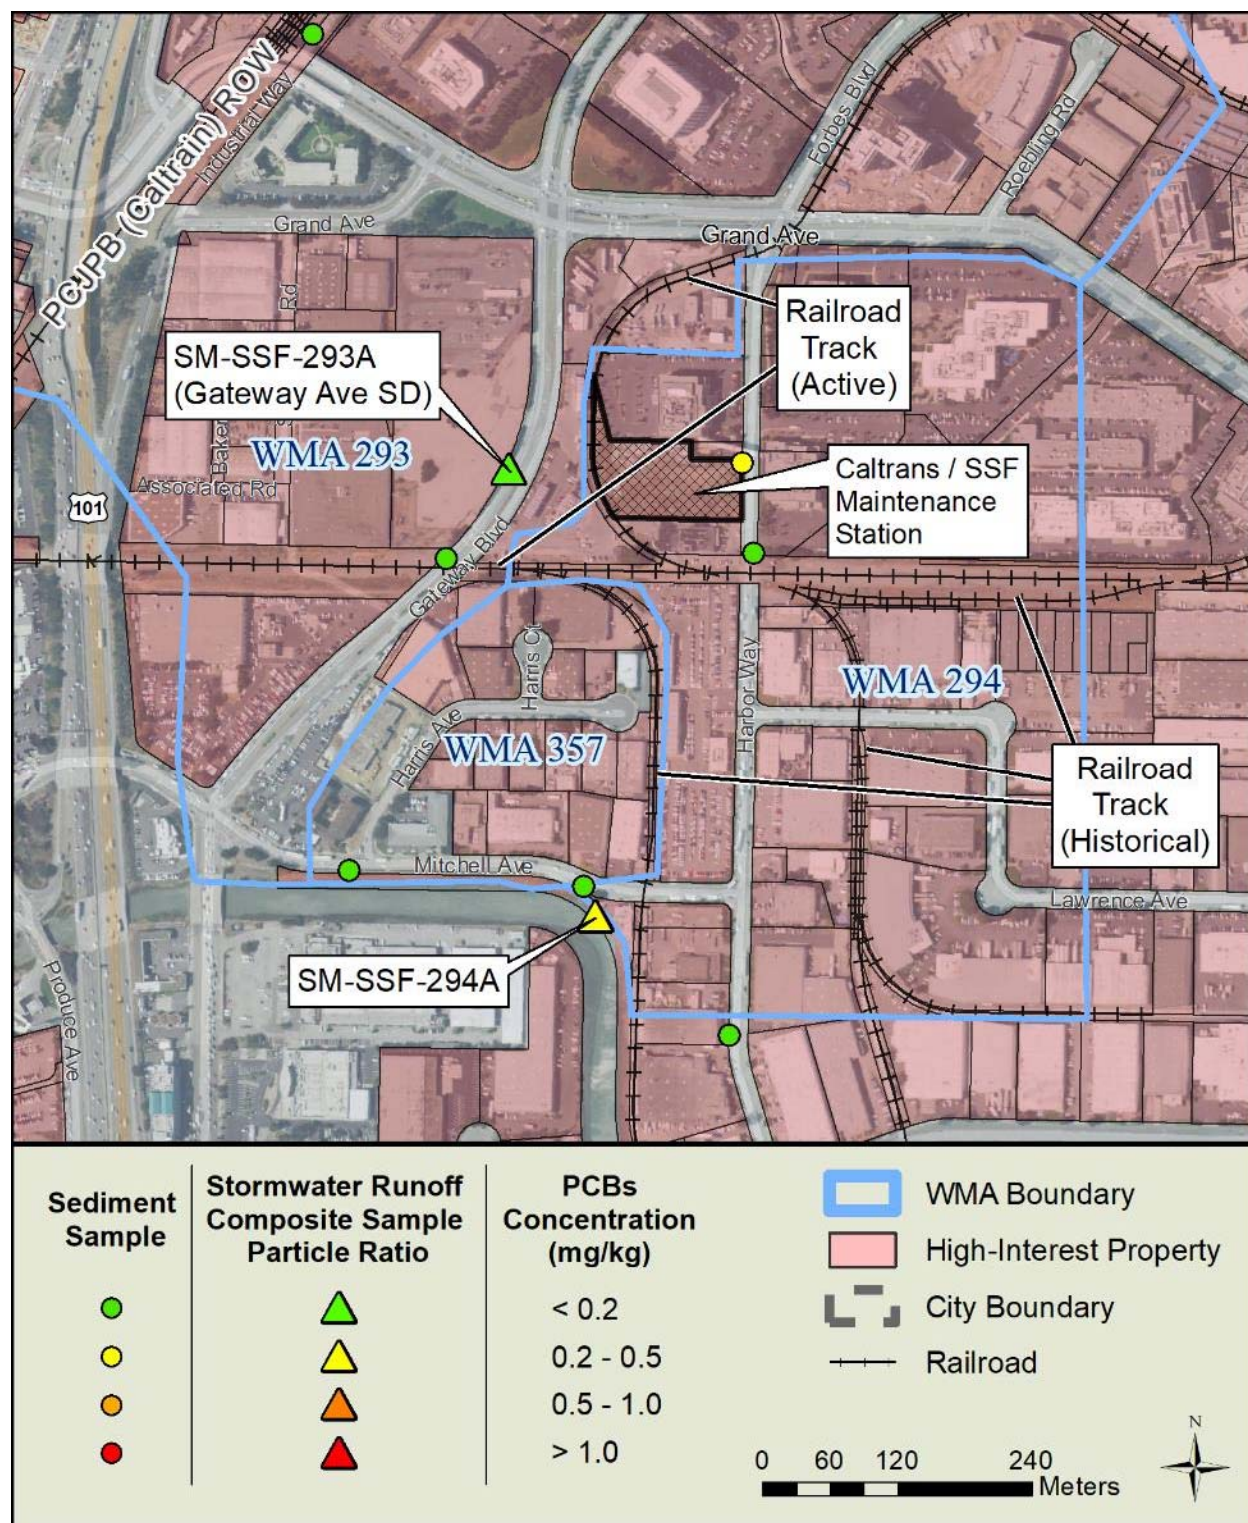 PCJPB (Caltrain) ROW
Industrial Way
Forbes Blvd
Roebling Rd
Grand Ave
Grand Ave
Rd
Railroad
Track
(Active)
SM-SSF-293A
(Gateway Ave SD)
WMA 293
Baker
S
Associated Rd
101
Caltrans / SSF
Maintenance
Station
Gateway Blvd
Harris Ct
Harbor Way
WMA 294
Harris Ave
WMA 357
Railroad
Track
(Historical)
Mitchell Ave
Lawrence Ave
SM-SSF-294A
Produce Ave
Sediment
Sample
Stormwater Runoff
Composite Sample
Particle Ratio
PCBs
Concentration
(mg/kg)
< 0.2
0.2 - 0.5
0.5 - 1.0
> 1.0
WMA Boundary
High-Interest Property
City Boundary
Railroad
N
0 60 120 240
Meters